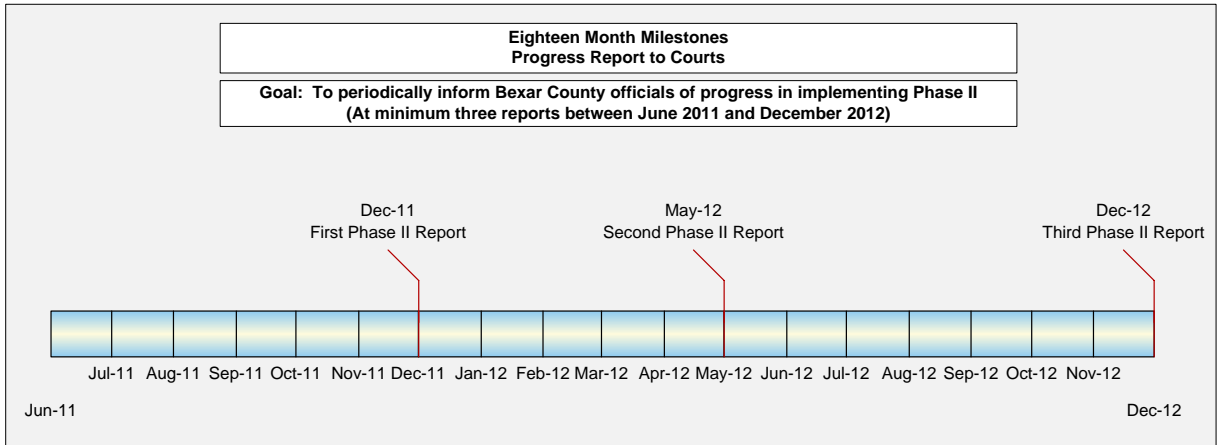 Eighteen Month Milestones
Progress Report to Courts
Goal:  To periodically inform Bexar County officials of progress in implementing Phase II
(At minimum three reports between June 2011 and December 2012)
Dec-11
First Phase II Report
May-12
Second Phase II Report
Dec-12
Third Phase II Report
Jul-11 Aug-11 Sep-11 Oct-11 Nov-11 Dec-11 Jan-12 Feb-12 Mar-12 Apr-12 May-12 Jun-12 Jul-12 Aug-12 Sep-12 Oct-12 Nov-12
Jun-11 Dec-12